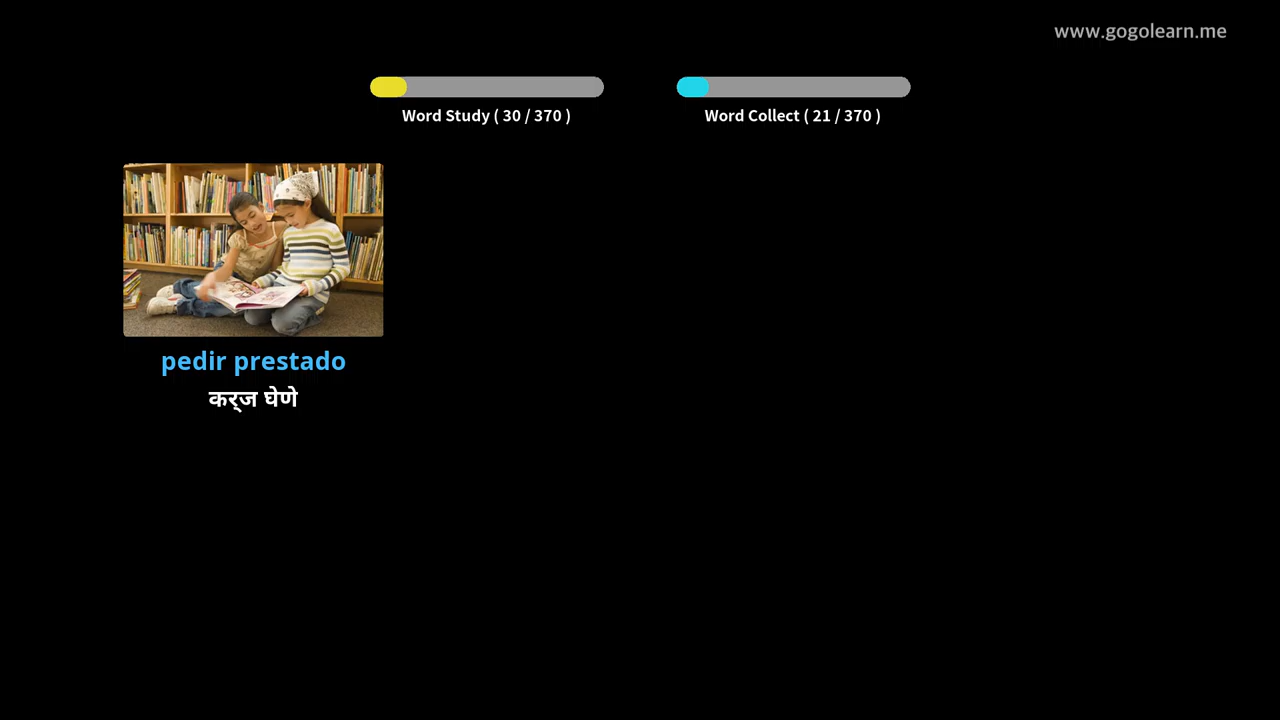 www.gogolearn.me
Word Study ( 30 / 370 )
Word Collect ( 21 / 370 )
pedir prestado
कर्ज घेणे